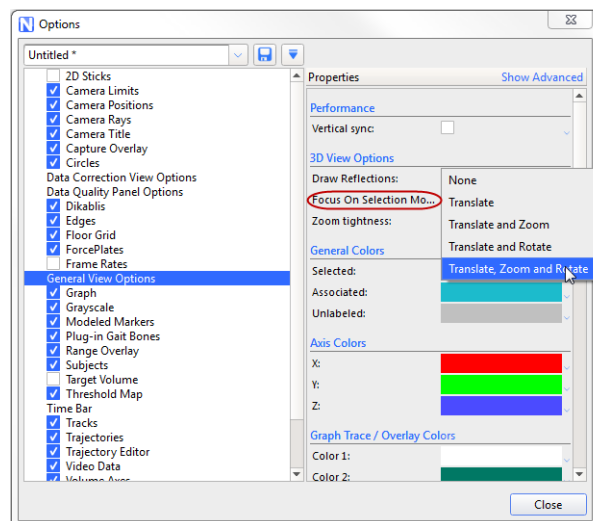 Options
Untitled *
2D Sticks
Camera Limits
Camera Positions
Camera Rays
Camera Title
Capture Overlay
Circles
Data Correction View Options
Data Quality Panel Options
Dikablis
Edges
Floor Grid
ForcePlates
Frame Rates
General View Options
Graph
Grayscale
Modeled Markers
Plug-in Gait Bones
Range Overlay
Subjects
Target Volume
Threshold Map
Time Bar
Tracks
Trajectories
Trajectory Editor
Video Data
Volume Axes
Properties Show Advanced
Performance
Vertical sync:
3D View Options
Draw Reflections:
Focus On Selection Mo...
Zoom tightness:
None
Translate
Translate and Zoom
Translate and Rotate
Translate, Zoom and Rotate
General Colors
Selected:
Associated:
Unlabeled:
Axis Colors
X:
Y:
Z:
Graph Trace / Overlay Colors
Color 1:
Color 2:
Close